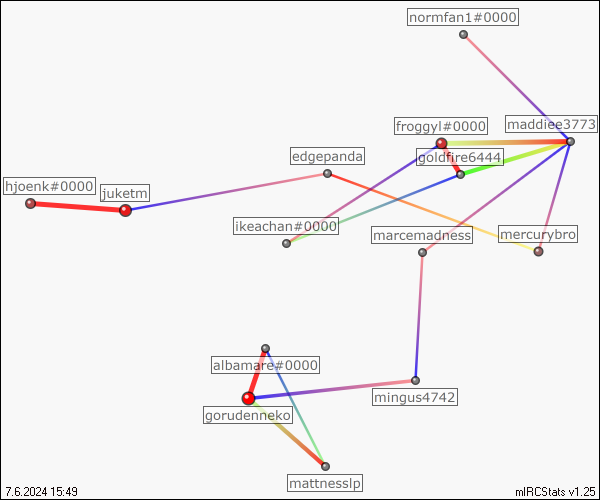 normfan1#0000
froggyl#0000
maddiee3773
edgepanda
goldfire6444
hjoenk#0000
juketm
ikeachan#0000
marcemadness
mercurybro
albamare#0000
mingus4742
gorudenneko
mattnesslp
7.6.2024 15:49
mIRCStats v1.25